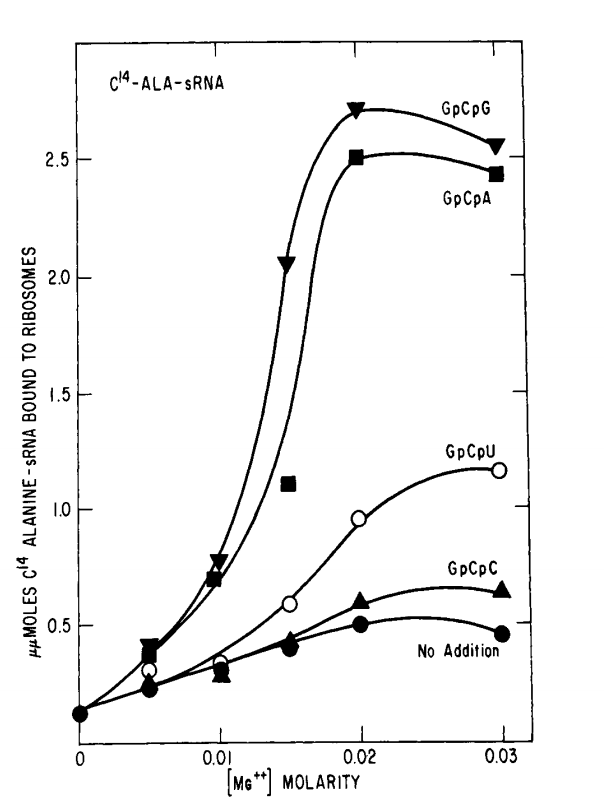 C14-ALA-sRNA
GpCpG
GpCpA
GpCpU
GpCpC
No Addition
2.5
2.0
1.5
1.0
0.5
μμMOLES C14 ALANINE-sRNA BOUND TO RIBOSOMES
0 0.01 0.02 0.03
[MG++] MOLARITY